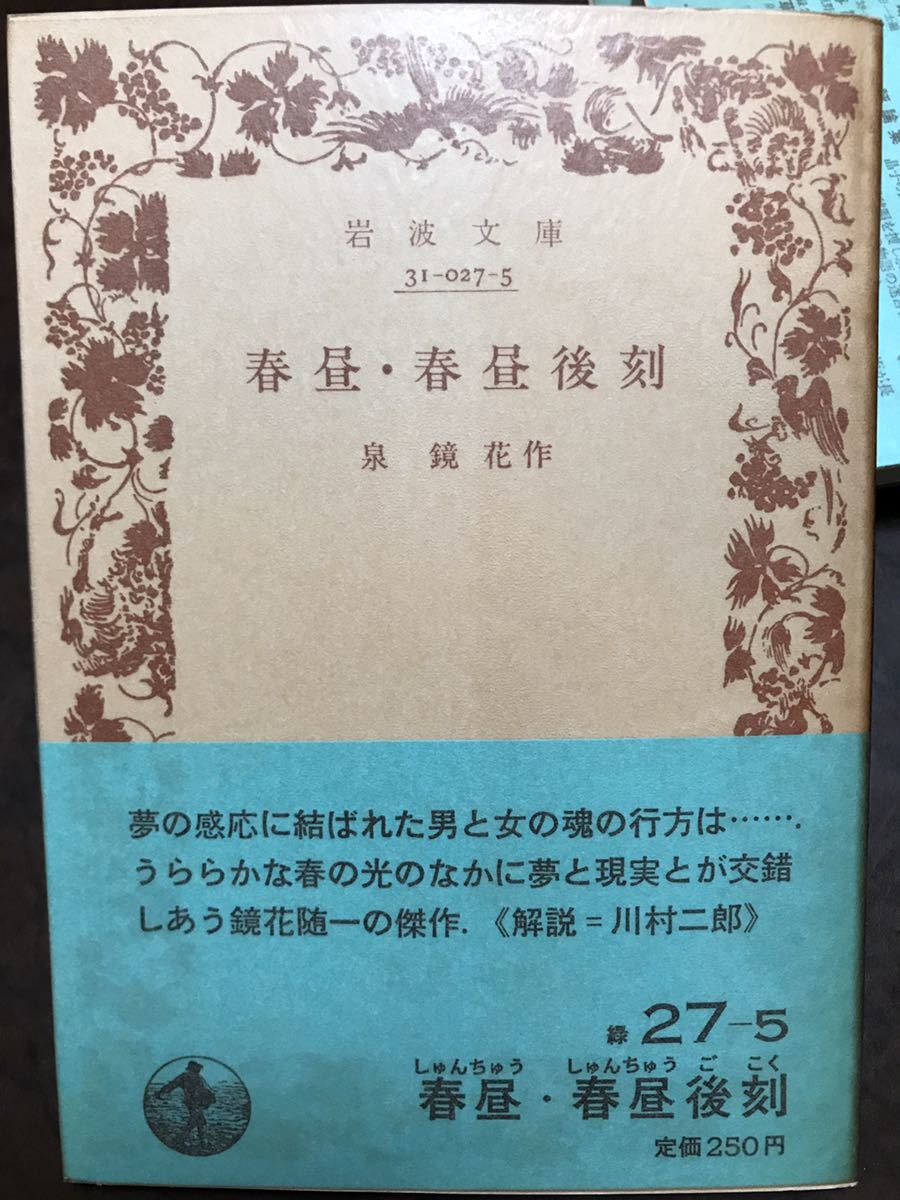 岩波文庫
31-027-5
春昼・春昼後刻
泉 鏡花作
夢の感応に結ばれた男と女の魂の行方は…….
うららかな春の光のなかに夢と現実とが交錯
しあう鏡花随一の傑作.《解説=川村二郎》
緑 27-5
しゅんちゅう しゅんちゅう ご こく
春昼・春昼後刻
定価250円